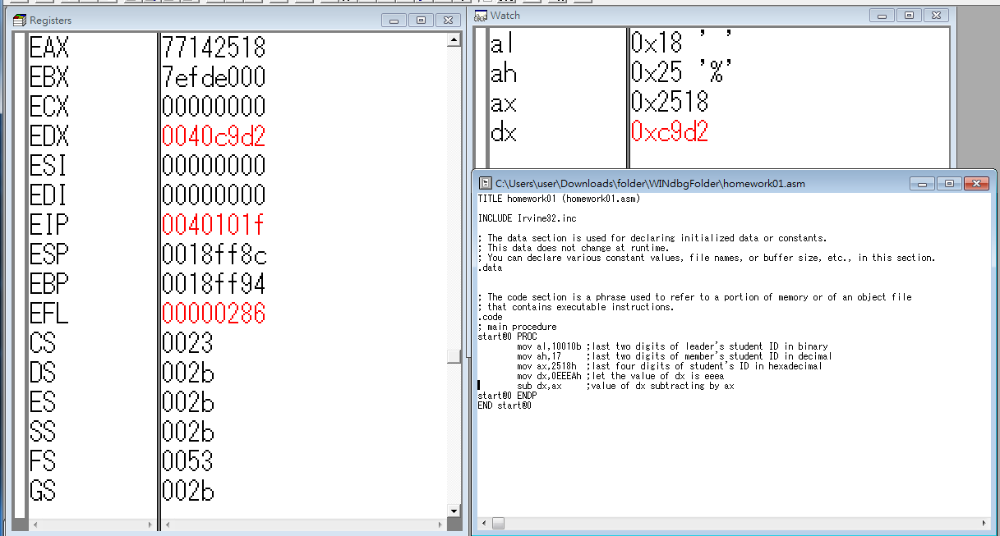 Registers
EAX 77142518
EBX 7efde000
ECX 00000000
EDX 0040c9d2
ESI 00000000
EDI 00000000
EIP 0040101f
ESP 0018ff8c
EBP 0018ff94
EFL 00000286
CS 0023
DS 002b
ES 002b
SS 002b
FS 0053
GS 002b
Watch
al 0x18 ' '
ah 0x25 '%'
ax 0x2518
dx 0xc9d2
C:\Users\user\Downloads\folder\WINdbgFolder\homework01.asm
TITLE homework01 (homework01.asm)
INCLUDE Irvine32.inc
; The data section is used for declaring initialized data or constants.
; This data does not change at runtime.
; You can declare various constant values, file names, or buffer size, etc., in this section.
.data
; The code section is a phrase used to refer to a portion of memory or of an object file
; that contains executable instructions.
.code
; main procedure
start@0 PROC
mov al,10010b ;last two digits of leader's student ID in binary
mov ah,17 ;last two digits of member's student ID in decimal
mov ax,2518h ;last four digits of student's ID in hexadecimal
mov dx,0EEEAh ;let the value of dx is eeea
sub dx,ax ;value of dx subtracting by ax
start@0 ENDP
END start@0